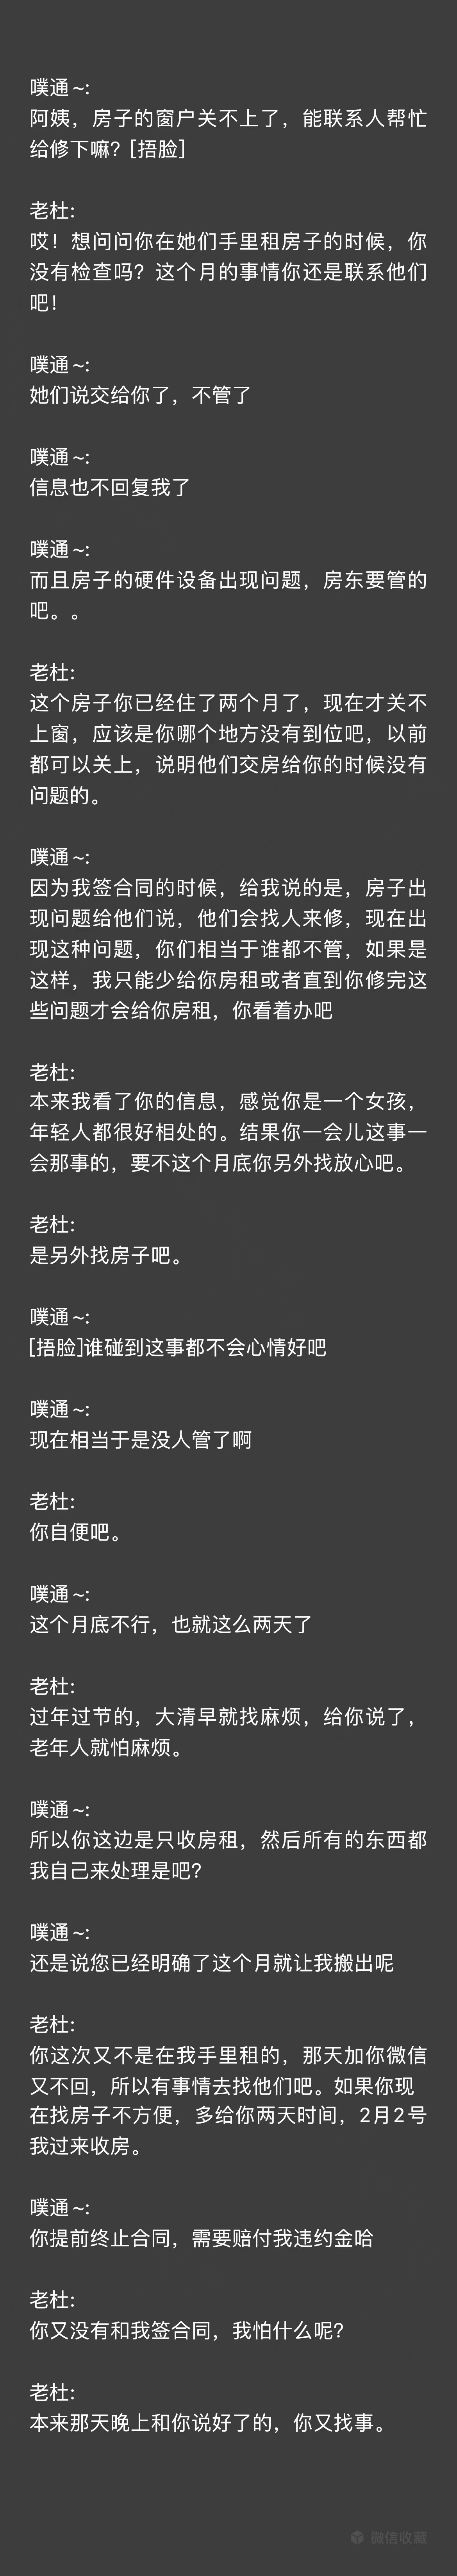 噗通~:
阿姨，房子的窗户关不上了，能联系人帮忙
给修下嘛？[捂脸]
老杜:
哎！想问问你在她们手里租房子的时候，你
没有检查吗？这个月的事情你还是联系他们
吧！
噗通~:
她们说交给你了，不管了
噗通~:
信息也不回复我了
噗通~:
而且房子的硬件设备出现问题，房东要管的
吧。。
老杜:
这个房子你已经住了两个月了，现在才关不
上窗，应该是你哪个地方没有到位吧，以前
都可以关上，说明他们交房给你的时候没有
问题的。
噗通~:
因为我签合同的时候，给我说的是，房子出
现问题给他们说，他们会找人来修，现在出
现这种问题，你们相当于谁都不管，如果是
这样，我只能少给你房租或者直到你修完这
些问题才会给你房租，你看着办吧
老杜:
本来我看了你的信息，感觉你是一个女孩，
年轻人都很好相处的。结果你一会儿这事一
会那事的，要不这个月底你另外找放心吧。
老杜:
是另外找房子吧。
噗通~:
[捂脸]谁碰到这事都不会心情好吧
噗通~:
现在相当于是没人管了啊
老杜:
你自便吧。
噗通~:
这个月底不行，也就这么两天了
老杜:
过年过节的，大清早就找麻烦，给你说了，
老年人就怕麻烦。
噗通~:
所以你这边是只收房租，然后所有的东西都
我自己来处理是吧？
噗通~:
还是说您已经明确了这个月就让我搬出呢
老杜:
你这次又不是在我手里租的，那天加你微信
又不回，所以有事情去找他们吧。如果你现
在找房子不方便，多给你两天时间，2月2号
我过来收房。
噗通~:
你提前终止合同，需要赔付我违约金哈
老杜:
你又没有和我签合同，我怕什么呢？
老杜:
本来那天晚上和你说好了的，你又找事。
微信收藏